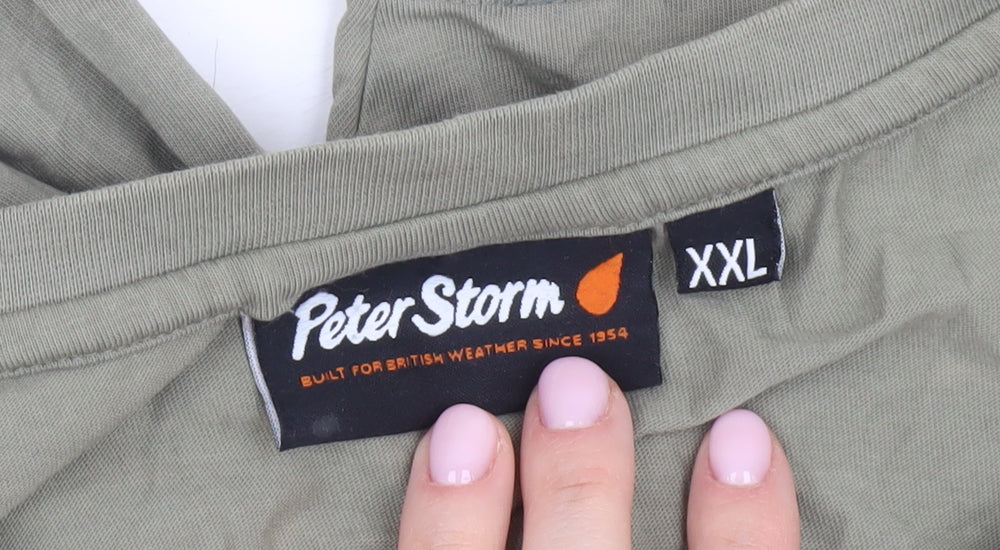 Peter Storm
BUILT FOR BRITISH WEATHER SINCE 1954
XXL